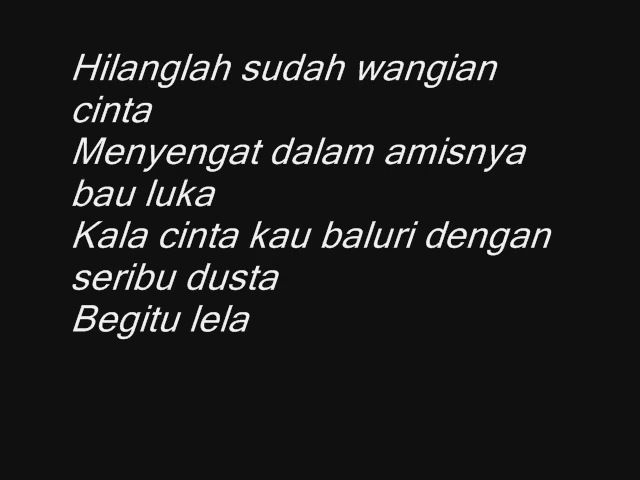 Hilanglah sudah wangian
cinta
Menyengat dalam amisnya
bau luka
Kala cinta kau baluri dengan
seribu dusta
Begitu lela